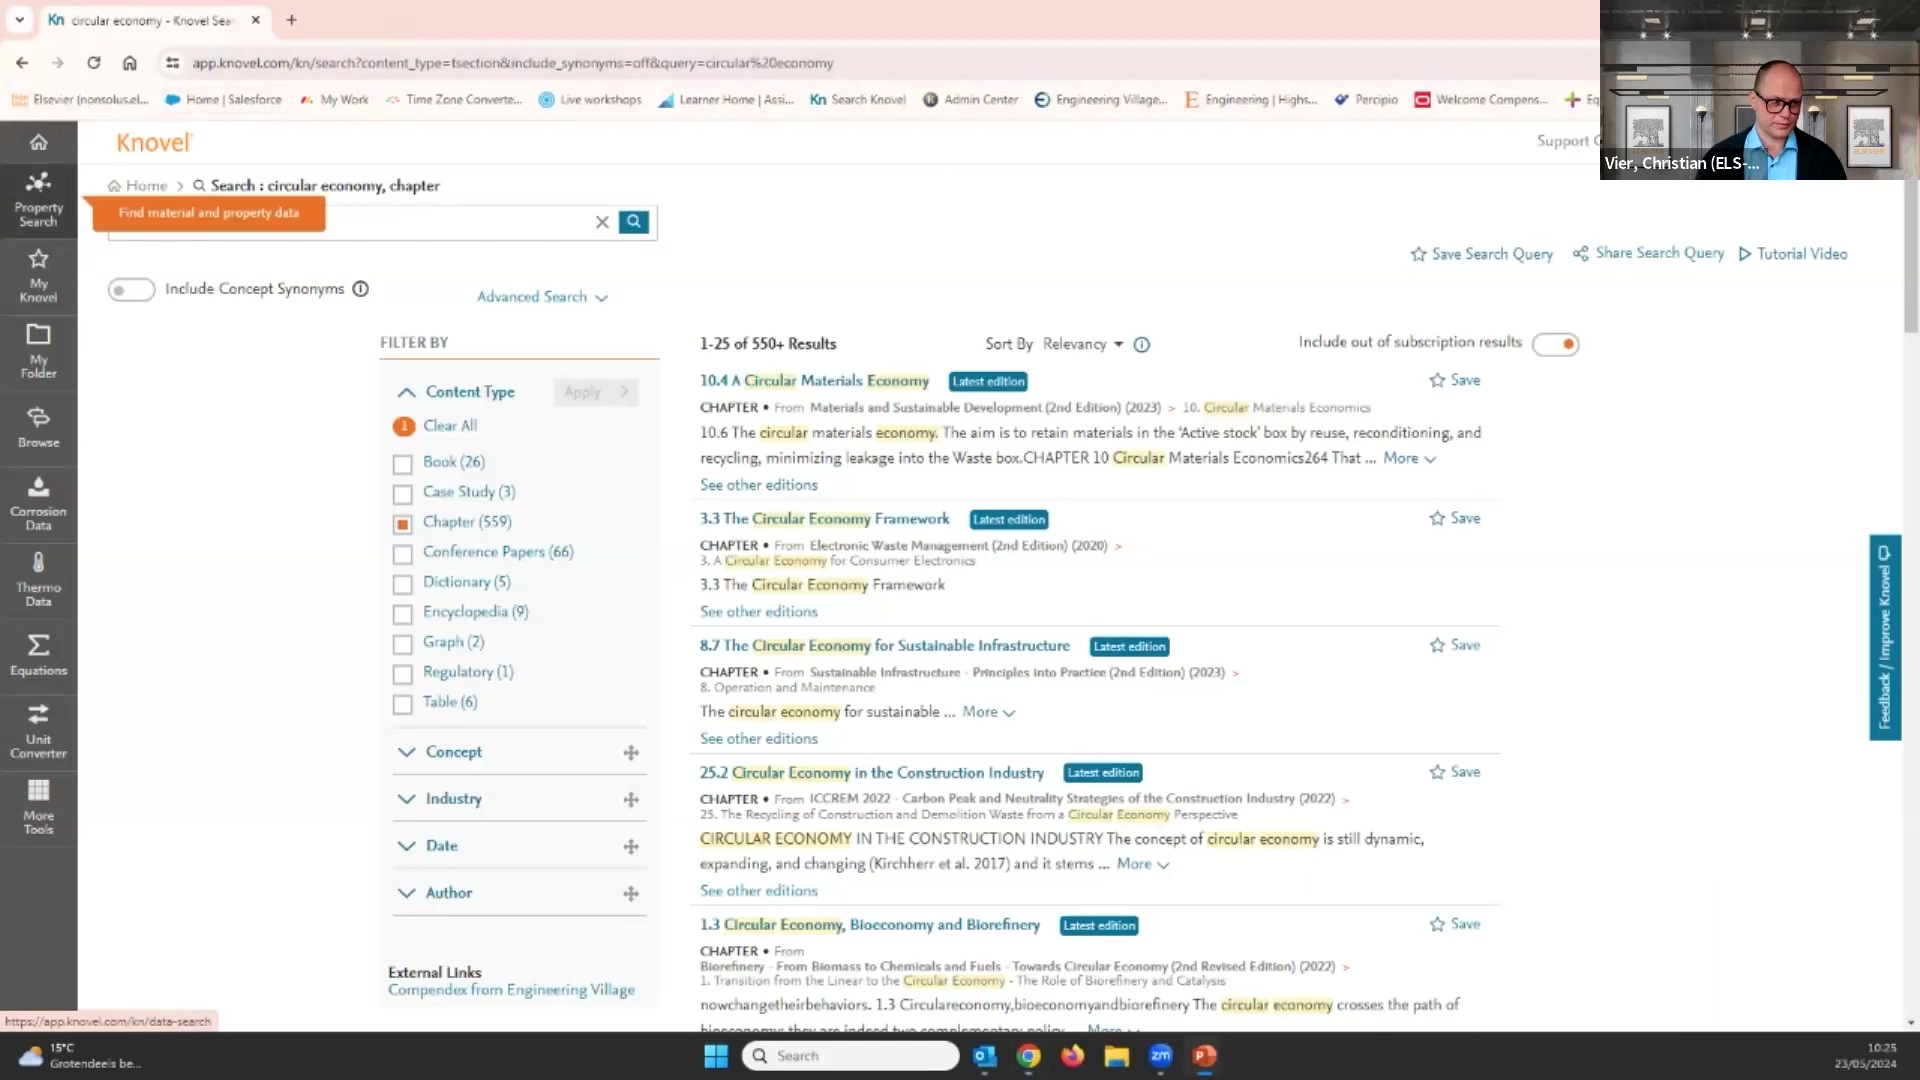 Kn circular economy - Knovel Sea
app.knovel.com/kn/search?content_type=tsection&include_synonyms=off&query=circular%20economy
Elsevier (nonsolus.el... Home | Salesforce My Work Time Zone Converte... Live workshops Learner Home | Assi... Kn Search Knovel Admin Center Engineering Village... Engineering | Highs... Percipio Welcome Compens... Eq
Vier, Christian (ELS-...
Knovel
Support
Home > Search : circular economy, chapter
Find material and property data
Property
Search
My
Knovel
My
Folder
Browse
Corrosion
Data
Thermo
Data
Equations
Unit
Converter
More
Tools
Save Search Query Share Search Query Tutorial Video
Include Concept Synonyms
Advanced Search
FILTER BY
Content Type Apply >
1 Clear All
Book (26)
Case Study (3)
Chapter (559)
Conference Papers (66)
Dictionary (5)
Encyclopedia (9)
Graph (2)
Regulatory (1)
Table (6)
Concept
Industry
Date
Author
External Links
Compendex from Engineering Village
1-25 of 550+ Results Sort By Relevancy Include out of subscription results
10.4 A Circular Materials Economy Latest edition Save
CHAPTER • From Materials and Sustainable Development (2nd Edition) (2023) > 10. Circular Materials Economics
10.6 The circular materials economy. The aim is to retain materials in the ‘Active stock’ box by reuse, reconditioning, and
recycling, minimizing leakage into the Waste box.CHAPTER 10 Circular Materials Economics264 That ... More
See other editions
3.3 The Circular Economy Framework Latest edition Save
CHAPTER • From Electronic Waste Management (2nd Edition) (2020) >
3. A Circular Economy for Consumer Electronics
3.3 The Circular Economy Framework
See other editions
8.7 The Circular Economy for Sustainable Infrastructure Latest edition Save
CHAPTER • From Sustainable Infrastructure - Principles into Practice (2nd Edition) (2023) >
8. Operation and Maintenance
The circular economy for sustainable ... More
See other editions
25.2 Circular Economy in the Construction Industry Latest edition Save
CHAPTER • From ICCREM 2022 - Carbon Peak and Neutrality Strategies of the Construction Industry (2022) >
25. The Recycling of Construction and Demolition Waste from a Circular Economy Perspective
CIRCULAR ECONOMY IN THE CONSTRUCTION INDUSTRY The concept of circular economy is still dynamic,
expanding, and changing (Kirchherr et al. 2017) and it stems ... More
See other editions
1.3 Circular Economy, Bioeconomy and Biorefinery Latest edition Save
CHAPTER • From
Biorefinery - From Biomass to Chemicals and Fuels - Towards Circular Economy (2nd Revised Edition) (2022) >
1. Transition from the Linear to the Circular Economy - The Role of Biorefinery and Catalysis
nowchangetheirbehaviors. 1.3 Circulareconomy,bioeconomyandbiorefinery The circular economy crosses the path of
bioeconomy: they are indeed two complementary policy ... More
Feedback / Improve Knovel
https://app.knovel.com/kn/data-search
15°C
Grotendeels be...
Search
zm
10:25
23/05/2024